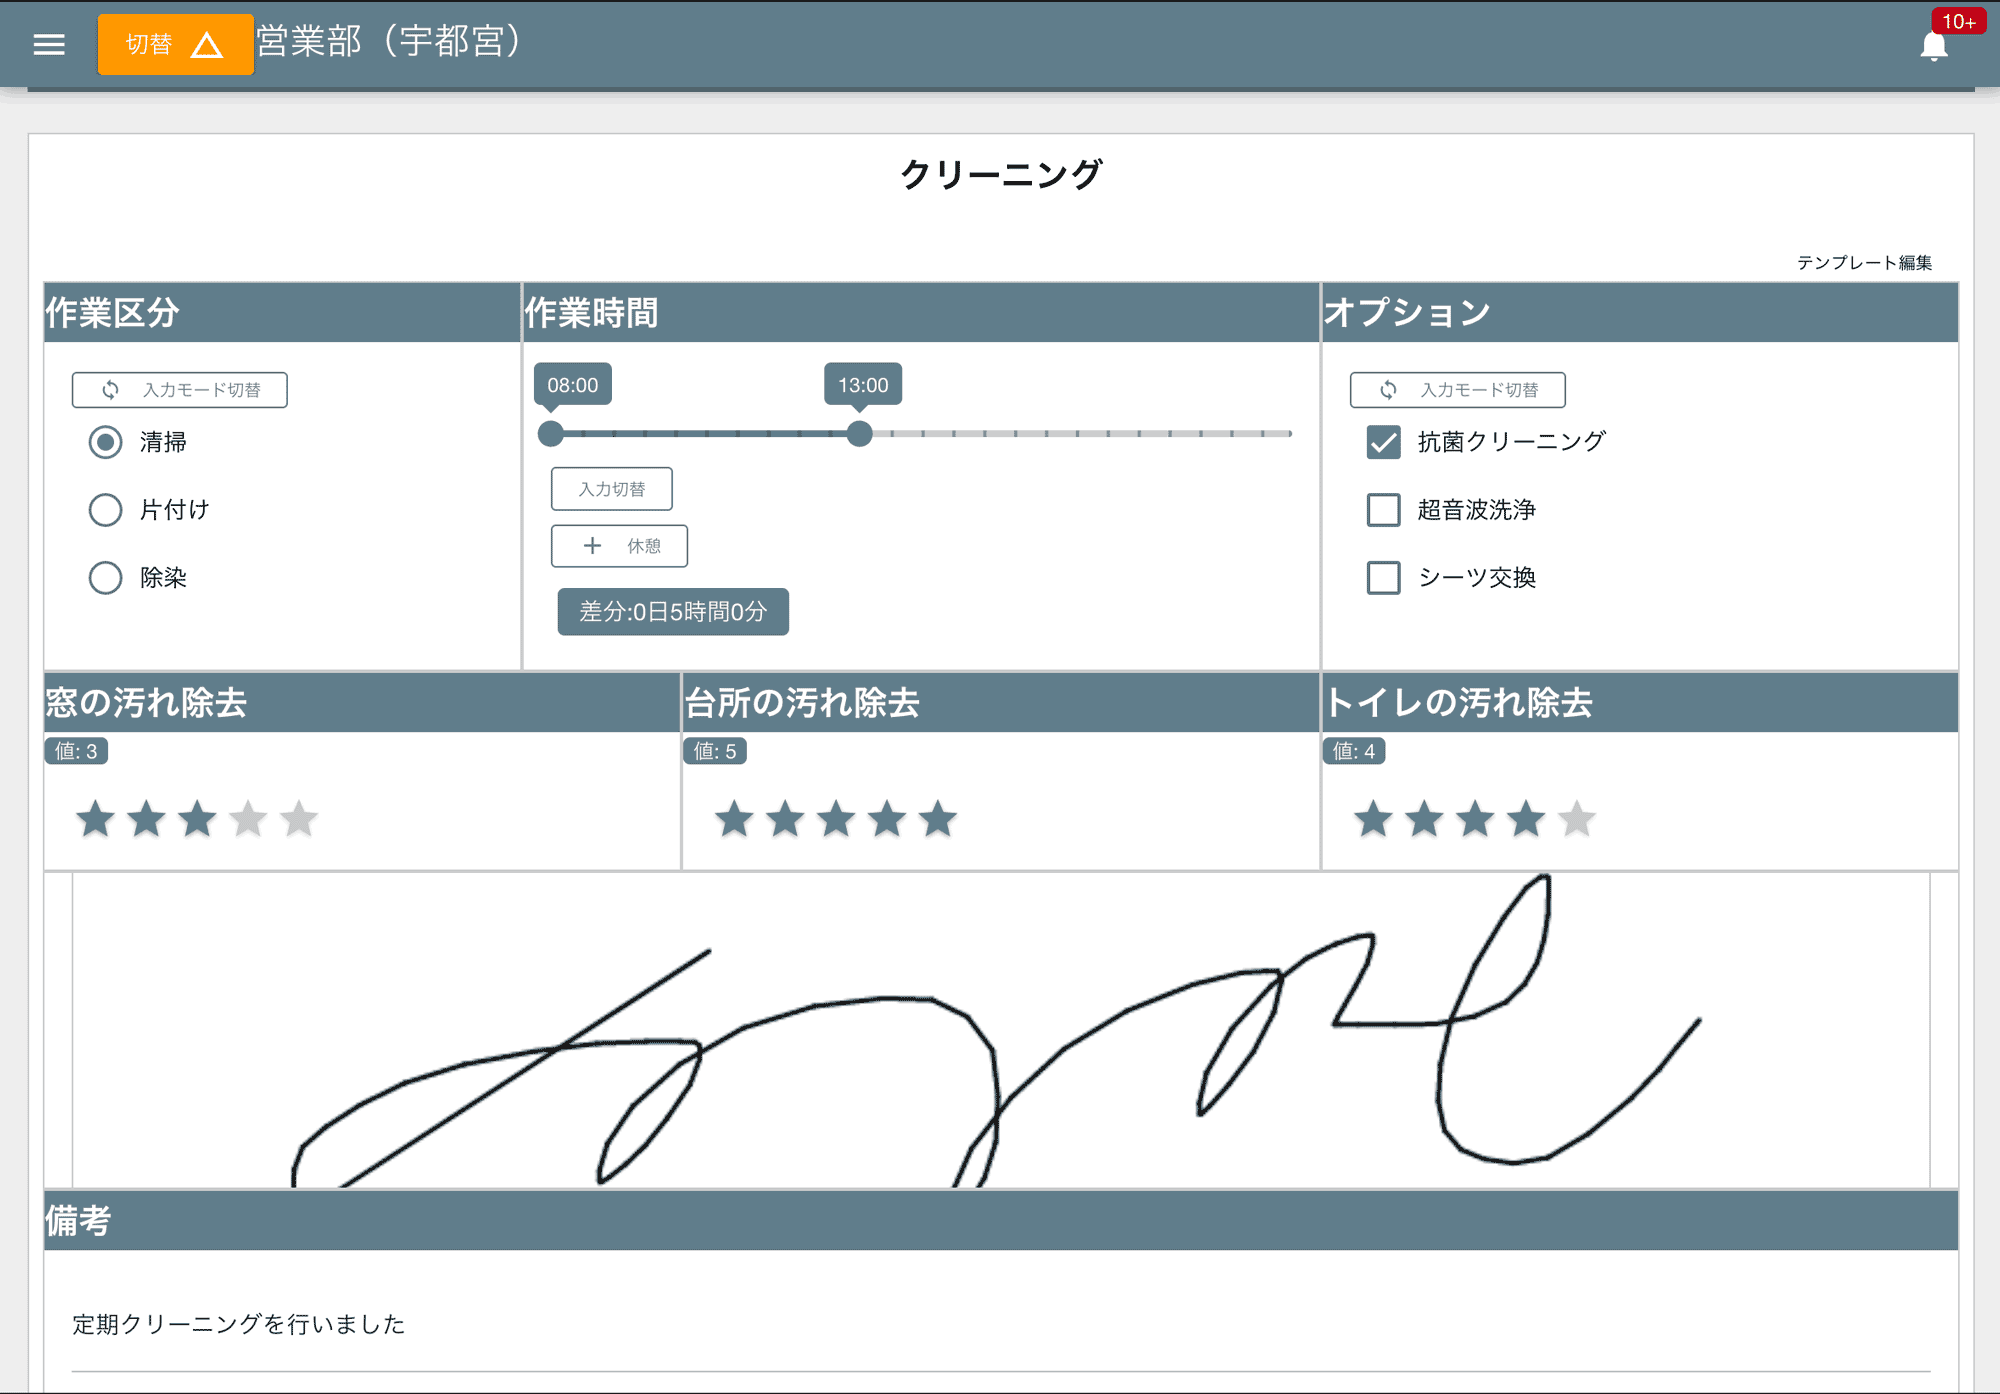 切替 営業部（宇都宮）
10+
クリーニング
テンプレート編集
作業区分
入力モード切替
清掃
片付け
除染
作業時間
08:00 13:00
入力切替
休憩
差分:0日5時間0分
オプション
入力モード切替
抗菌クリーニング
超音波洗浄
シーツ交換
窓の汚れ除去
値: 3
台所の汚れ除去
値: 5
トイレの汚れ除去
値: 4
備考
定期クリーニングを行いました